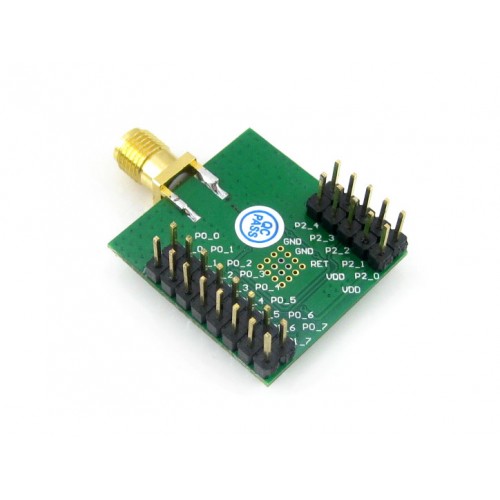 P2_4
P2_3
GND
P2_2
GND
P2_1
RET
P2_0
VDD
VDD
QC
PASS
P0_0
P0_1
P0_2
P0_3
P0_4
P0_5
P0_6
P0_7